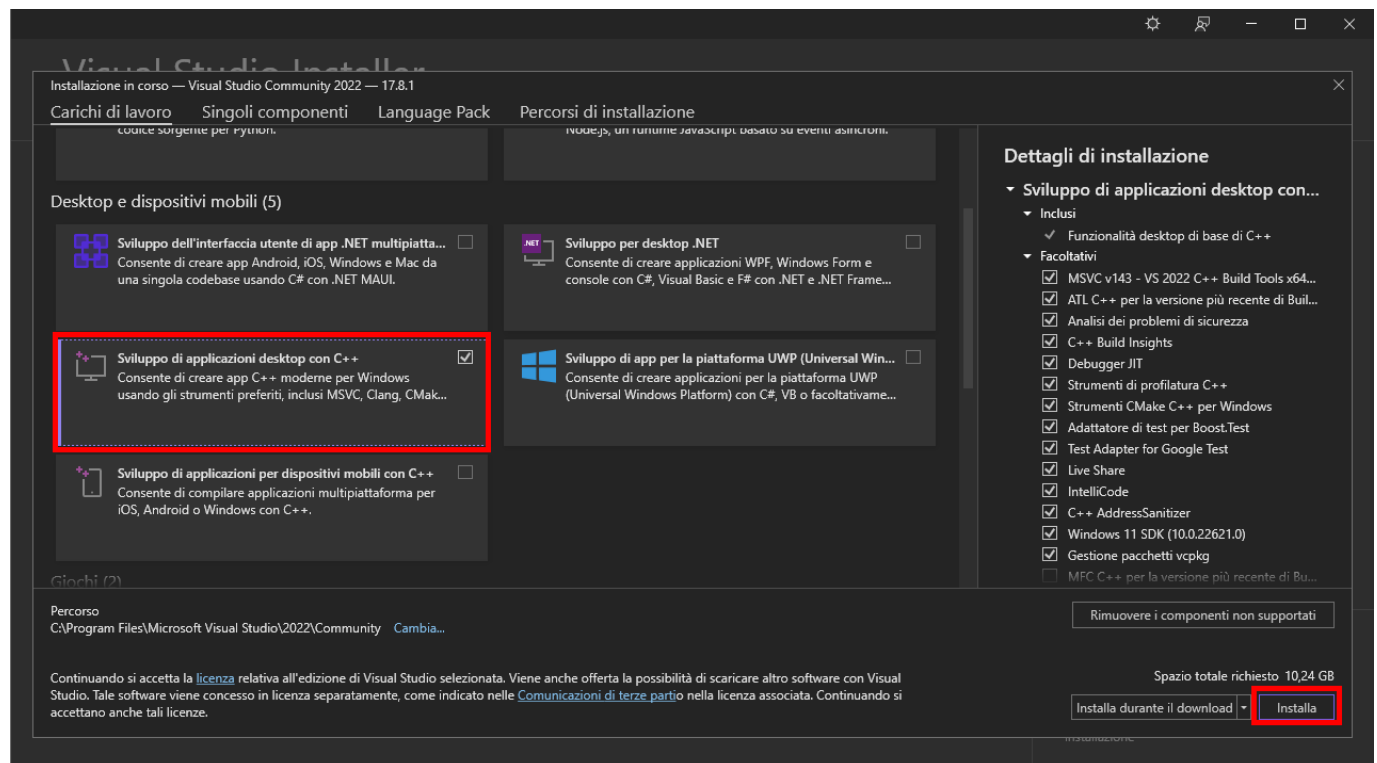 Visual Studio Installer
Installazione in corso — Visual Studio Community 2022 — 17.8.1
Carichi di lavoro Singoli componenti Language Pack Percorsi di installazione
codice sorgente per Python.
Node.js, un runtime JavaScript basato su eventi asincroni.
Desktop e dispositivi mobili (5)
Sviluppo dell'interfaccia utente di app .NET multipiatta...
Consente di creare app Android, iOS, Windows e Mac da
una singola codebase usando C# con .NET MAUI.
.NET
Sviluppo per desktop .NET
Consente di creare applicazioni WPF, Windows Form e
console con C#, Visual Basic e F# con .NET e .NET Frame...
Sviluppo di applicazioni desktop con C++
Consente di creare app C++ moderne per Windows
usando gli strumenti preferiti, inclusi MSVC, Clang, CMak...
Sviluppo di app per la piattaforma UWP (Universal Win...
Consente di creare applicazioni per la piattaforma UWP
(Universal Windows Platform) con C#, VB o facoltativame...
Sviluppo di applicazioni per dispositivi mobili con C++
Consente di compilare applicazioni multipiattaforma per
iOS, Android o Windows con C++.
Giochi (2)
Dettagli di installazione
Sviluppo di applicazioni desktop con...
Inclusi
Funzionalità desktop di base di C++
Facoltativi
MSVC v143 - VS 2022 C++ Build Tools x64...
ATL C++ per la versione più recente di Buil...
Analisi dei problemi di sicurezza
C++ Build Insights
Debugger JIT
Strumenti di profilatura C++
Strumenti CMake C++ per Windows
Adattatore di test per Boost.Test
Test Adapter for Google Test
Live Share
IntelliCode
C++ AddressSanitizer
Windows 11 SDK (10.0.22621.0)
Gestione pacchetti vcpkg
MFC C++ per la versione più recente di Bu...
Percorso
C:\Program Files\Microsoft Visual Studio\2022\Community Cambia...
Rimuovere i componenti non supportati
Continuando si accetta la licenza relativa all'edizione di Visual Studio selezionata. Viene anche offerta la possibilità di scaricare altro software con Visual
Studio. Tale software viene concesso in licenza separatamente, come indicato nelle Comunicazioni di terze partio nella licenza associata. Continuando si
accettano anche tali licenze.
Spazio totale richiesto 10,24 GB
Installa durante il download
Installa
installazione